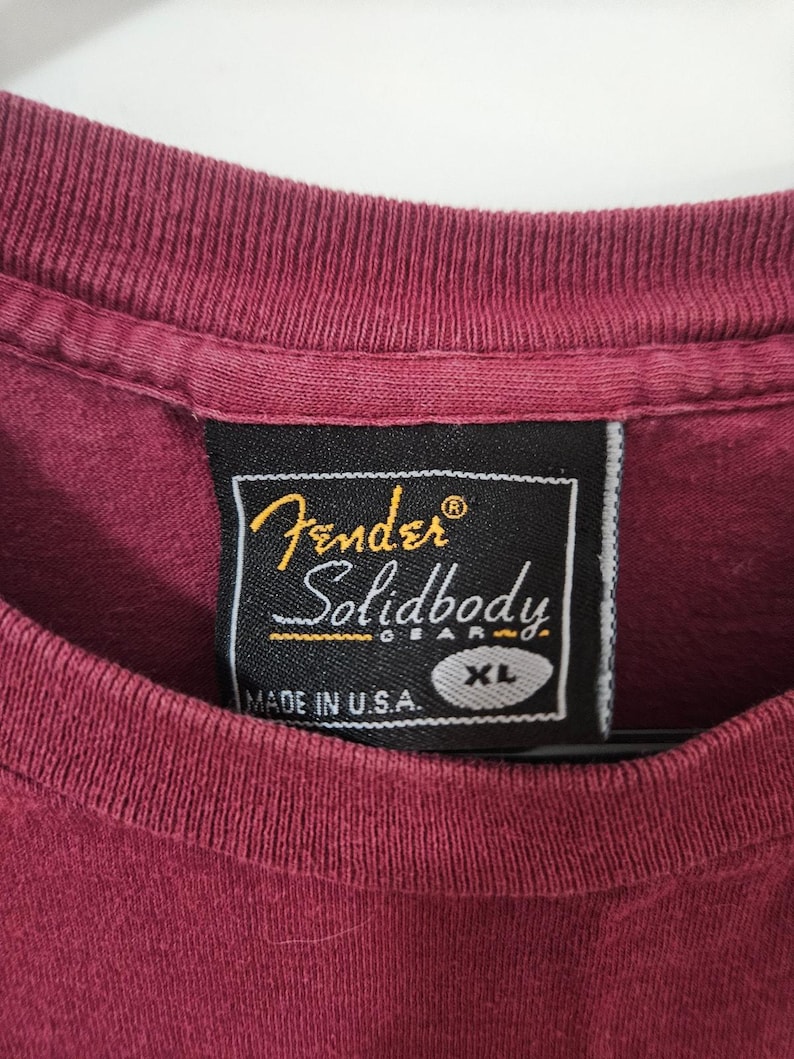 Fender®
Solidbody
GEAR
XL
MADE IN U.S.A.